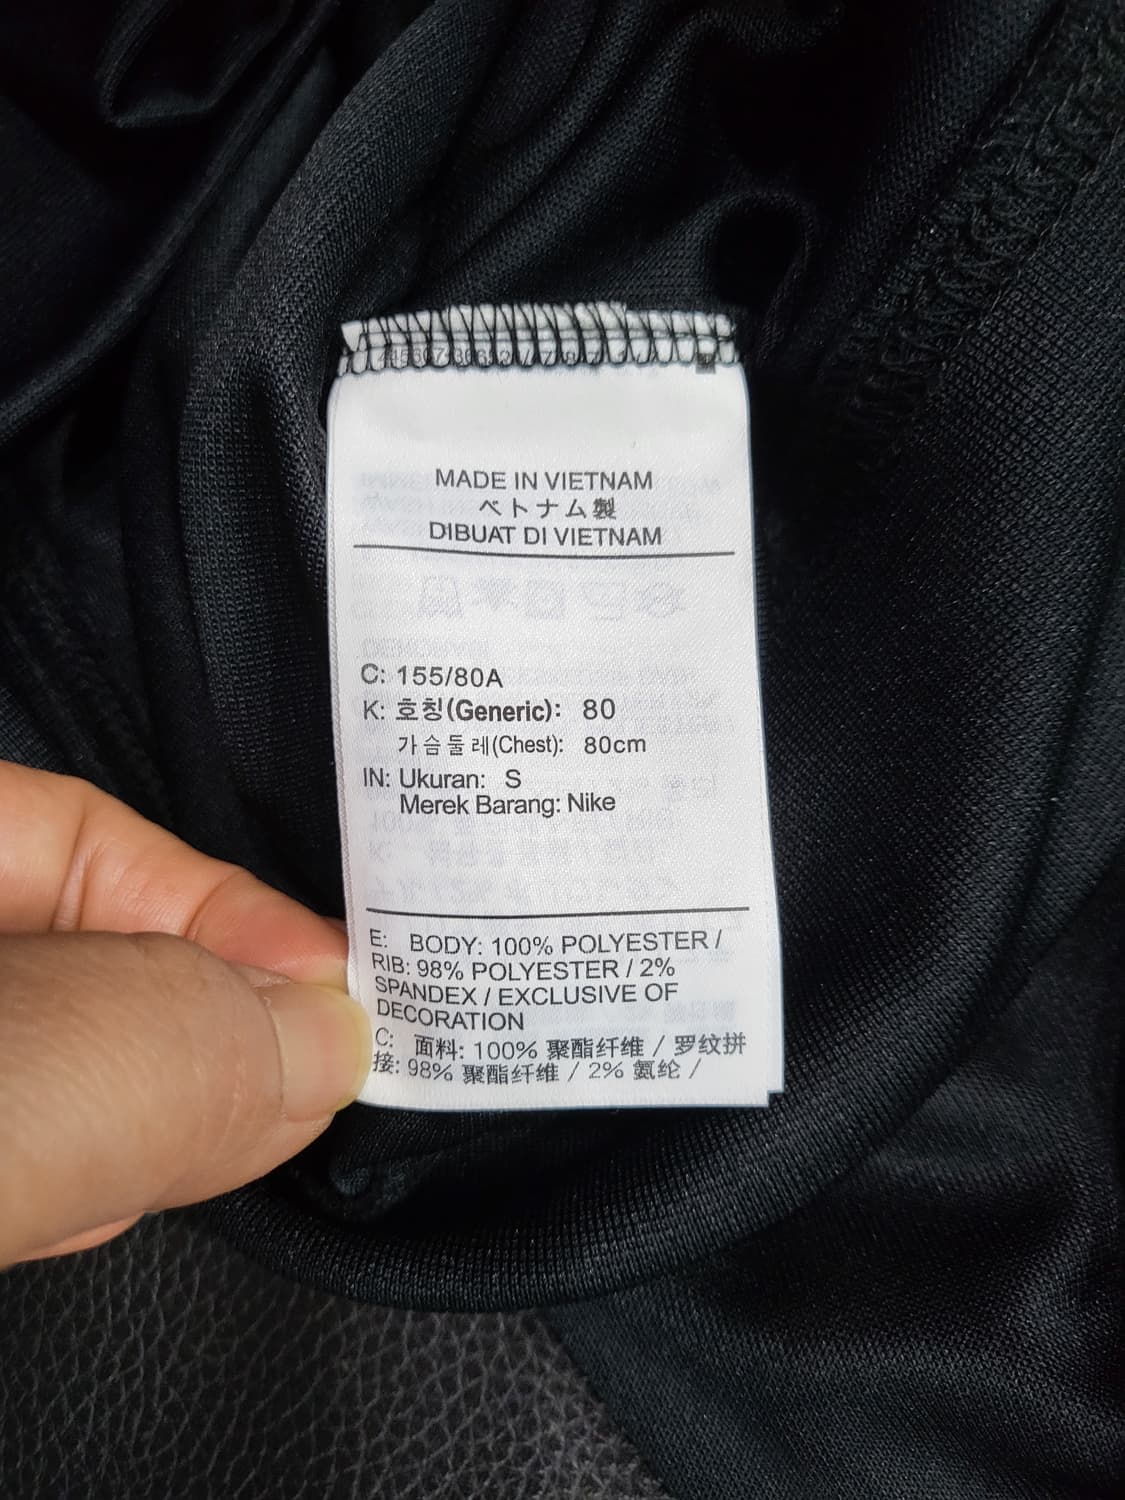 MADE IN VIETNAM
ベトナム製
DIBUAT DI VIETNAM
C: 155/80A
K: 호칭(Generic): 80
가슴둘레(Chest): 80cm
IN: Ukuran: S
Merek Barang: Nike
E: BODY: 100% POLYESTER /
RIB: 98% POLYESTER / 2%
SPANDEX / EXCLUSIVE OF
DECORATION
C: 面料: 100% 聚酯纤维 / 罗纹拼
接: 98% 聚酯纤维 / 2% 氨纶 /